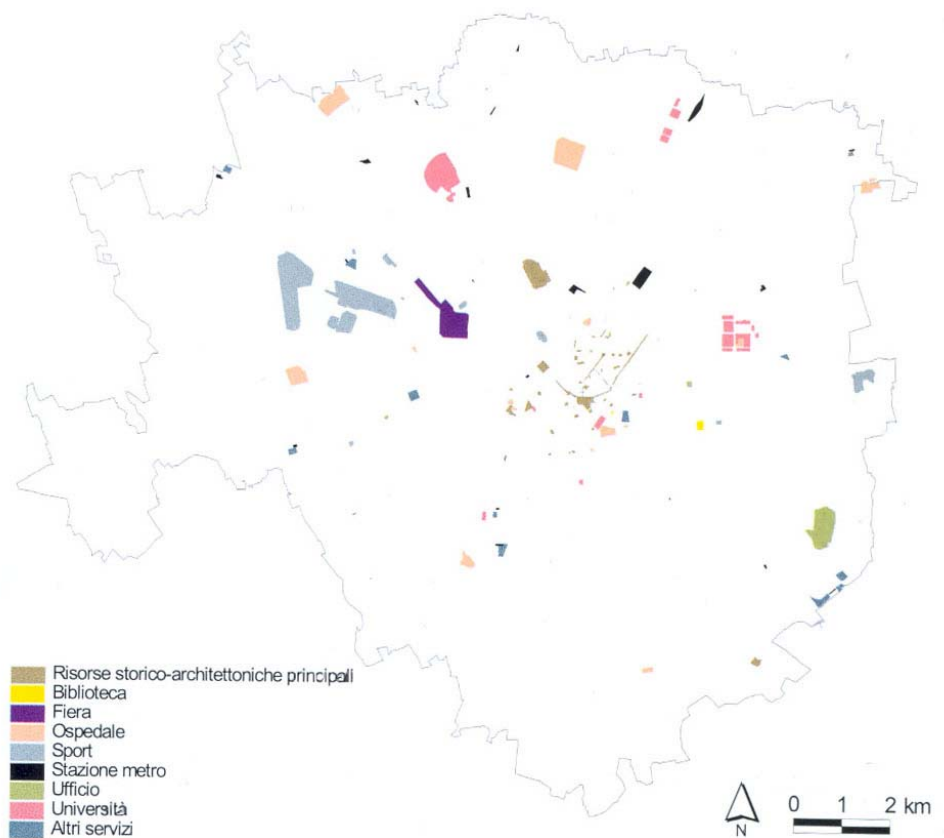 Risorse storico-architettoniche principali
Biblioteca
Fiera
Ospedale
Sport
Stazione metro
Ufficio
Università
Altri servizi
N
0 1 2 km